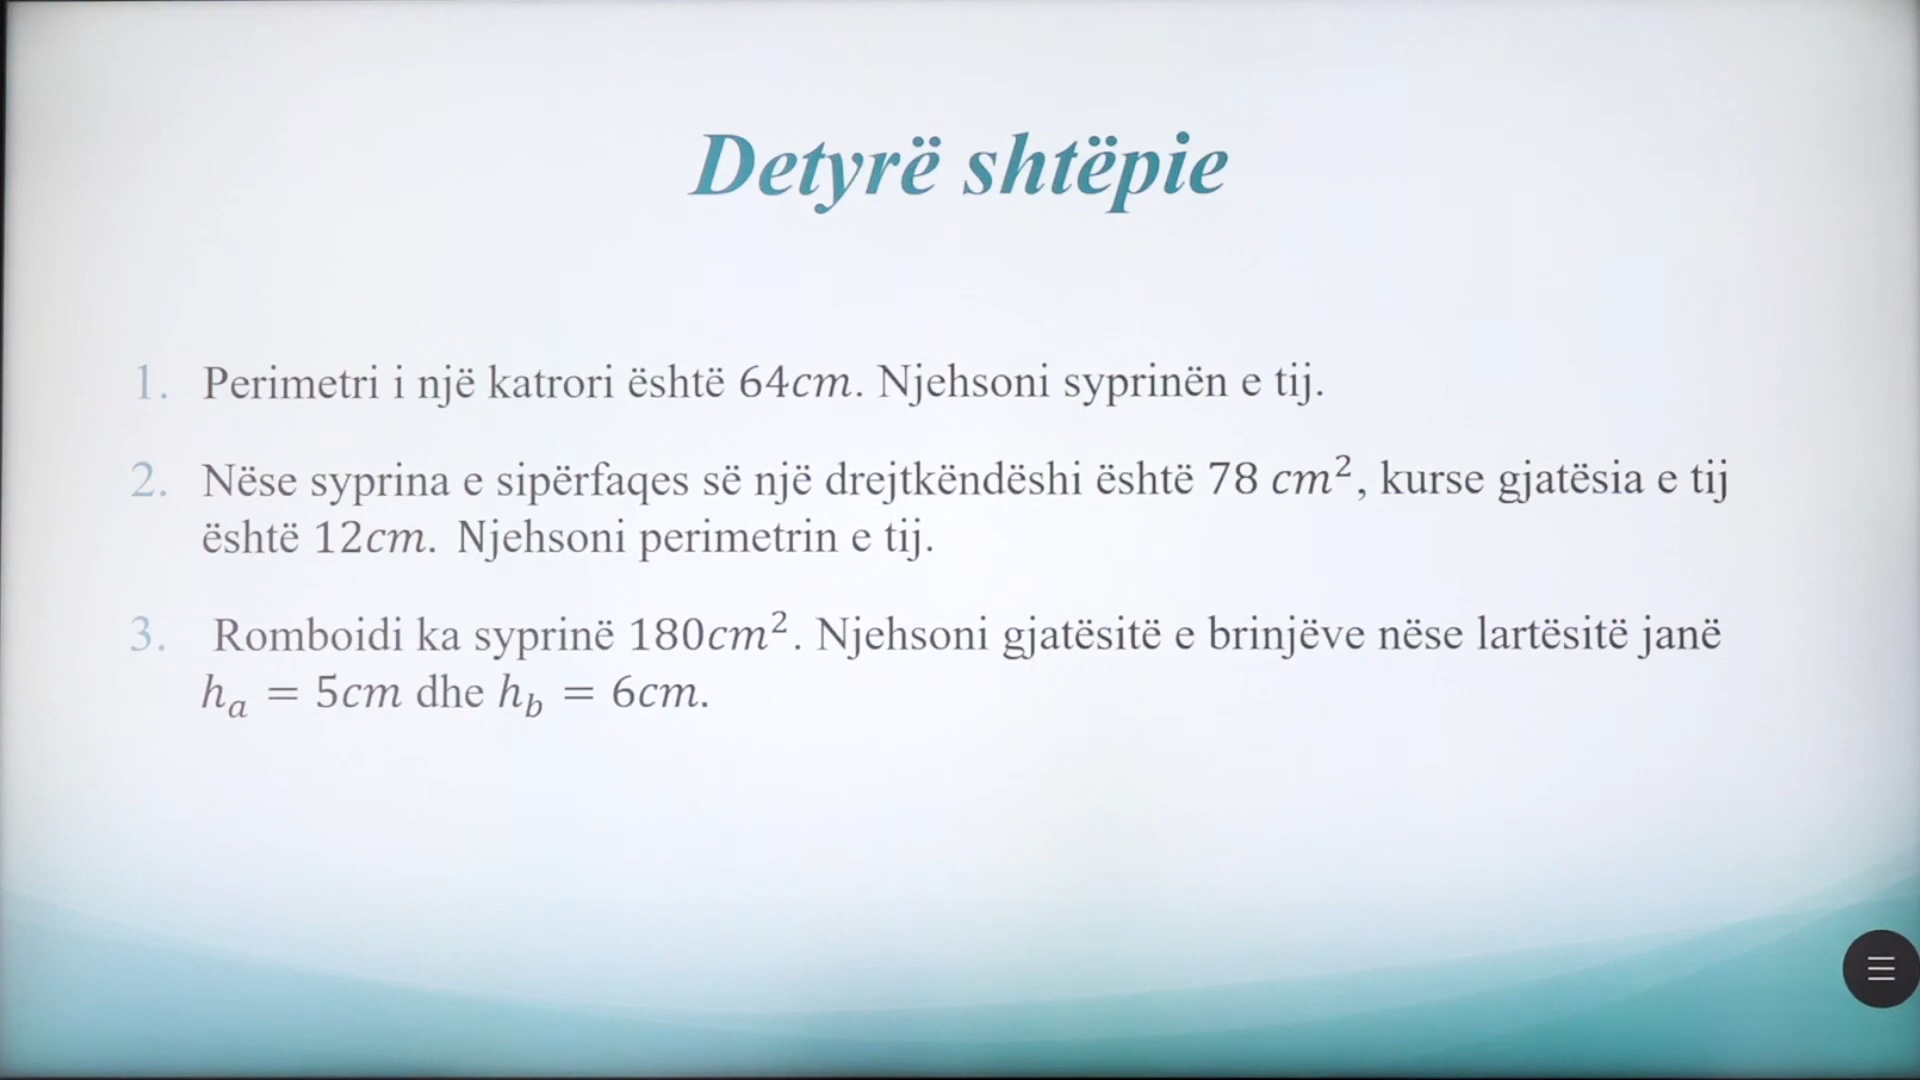 Detyrë shtëpie
1. Perimetri i një katrori është 64cm. Njehsoni syprinën e tij.
2. Nëse syprina e sipërfaqes së një drejtkëndëshi është 78 cm², kurse gjatësia e tij
është 12cm. Njehsoni perimetrin e tij.
3. Romboidi ka syprinë 180cm². Njehsoni gjatësitë e brinjëve nëse lartësitë janë
hₐ = 5cm dhe h_b = 6cm.